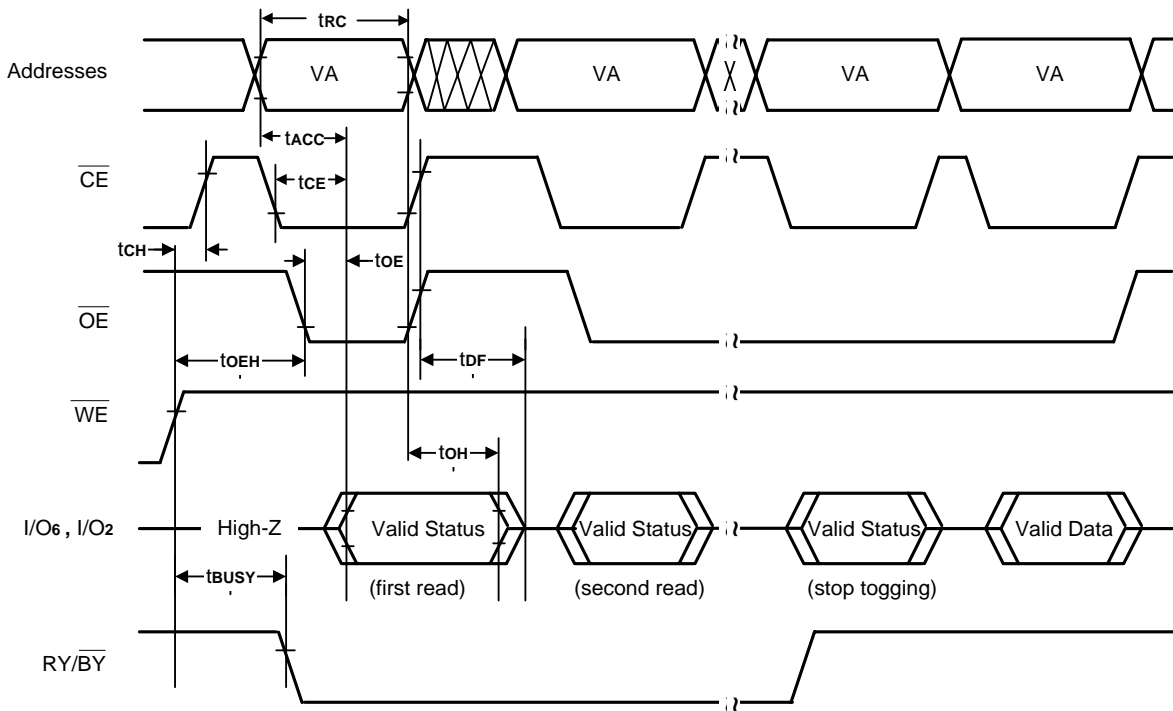 tRC
Addresses
VA
VA
VA
VA
tACC
CE
tCE
tCH
tOE
OE
tOEH
tDF
WE
tOH
I/O6 , I/O2
High-Z
Valid Status
Valid Status
Valid Status
Valid Data
tBUSY
(first read)
(second read)
(stop togging)
RY/BY